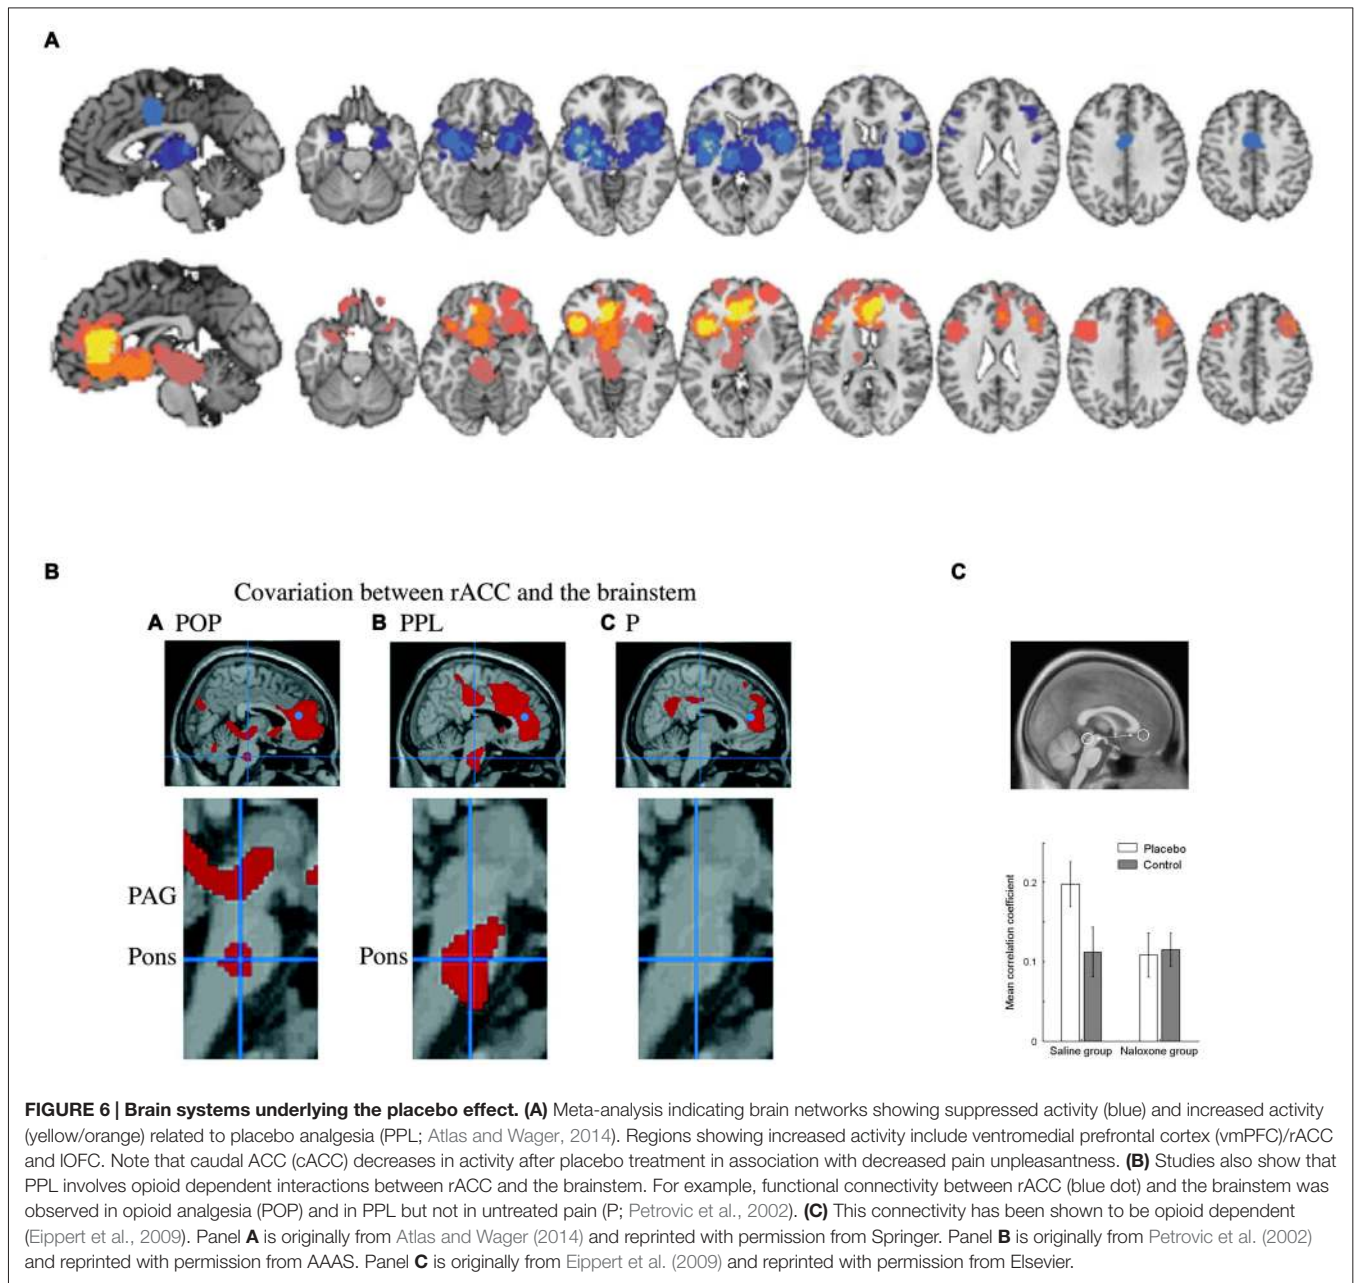 A
B
C
Covariation between rACC and the brainstem
A POP
B PPL
C P
PAG
Pons
Pons
Placebo
Control
Mean correlation coefficient
0.2
0.1
0
Saline group
Naloxone group
FIGURE 6 | Brain systems underlying the placebo effect. (A) Meta-analysis indicating brain networks showing suppressed activity (blue) and increased activity
(yellow/orange) related to placebo analgesia (PPL; Atlas and Wager, 2014). Regions showing increased activity include ventromedial prefrontal cortex (vmPFC)/rACC
and lOFC. Note that caudal ACC (cACC) decreases in activity after placebo treatment in association with decreased pain unpleasantness. (B) Studies also show that
PPL involves opioid dependent interactions between rACC and the brainstem. For example, functional connectivity between rACC (blue dot) and the brainstem was
observed in opioid analgesia (POP) and in PPL but not in untreated pain (P; Petrovic et al., 2002). (C) This connectivity has been shown to be opioid dependent
(Eippert et al., 2009). Panel A is originally from Atlas and Wager (2014) and reprinted with permission from Springer. Panel B is originally from Petrovic et al. (2002)
and reprinted with permission from AAAS. Panel C is originally from Eippert et al. (2009) and reprinted with permission from Elsevier.